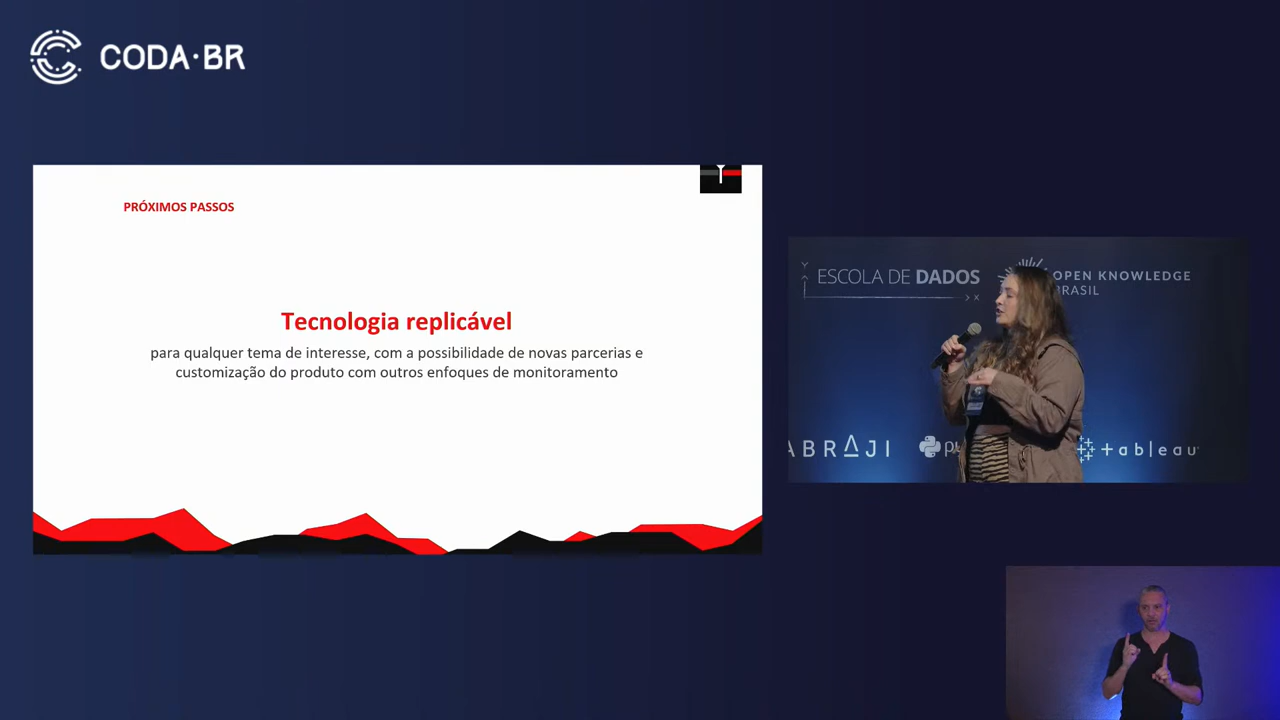 CODA·BR
PRÓXIMOS PASSOS
Tecnologia replicável
para qualquer tema de interesse, com a possibilidade de novas parcerias e
customização do produto com outros enfoques de monitoramento
ESCOLA DE DADOS
OPEN KNOWLEDGE
BRASIL
ABRAJI
tableau